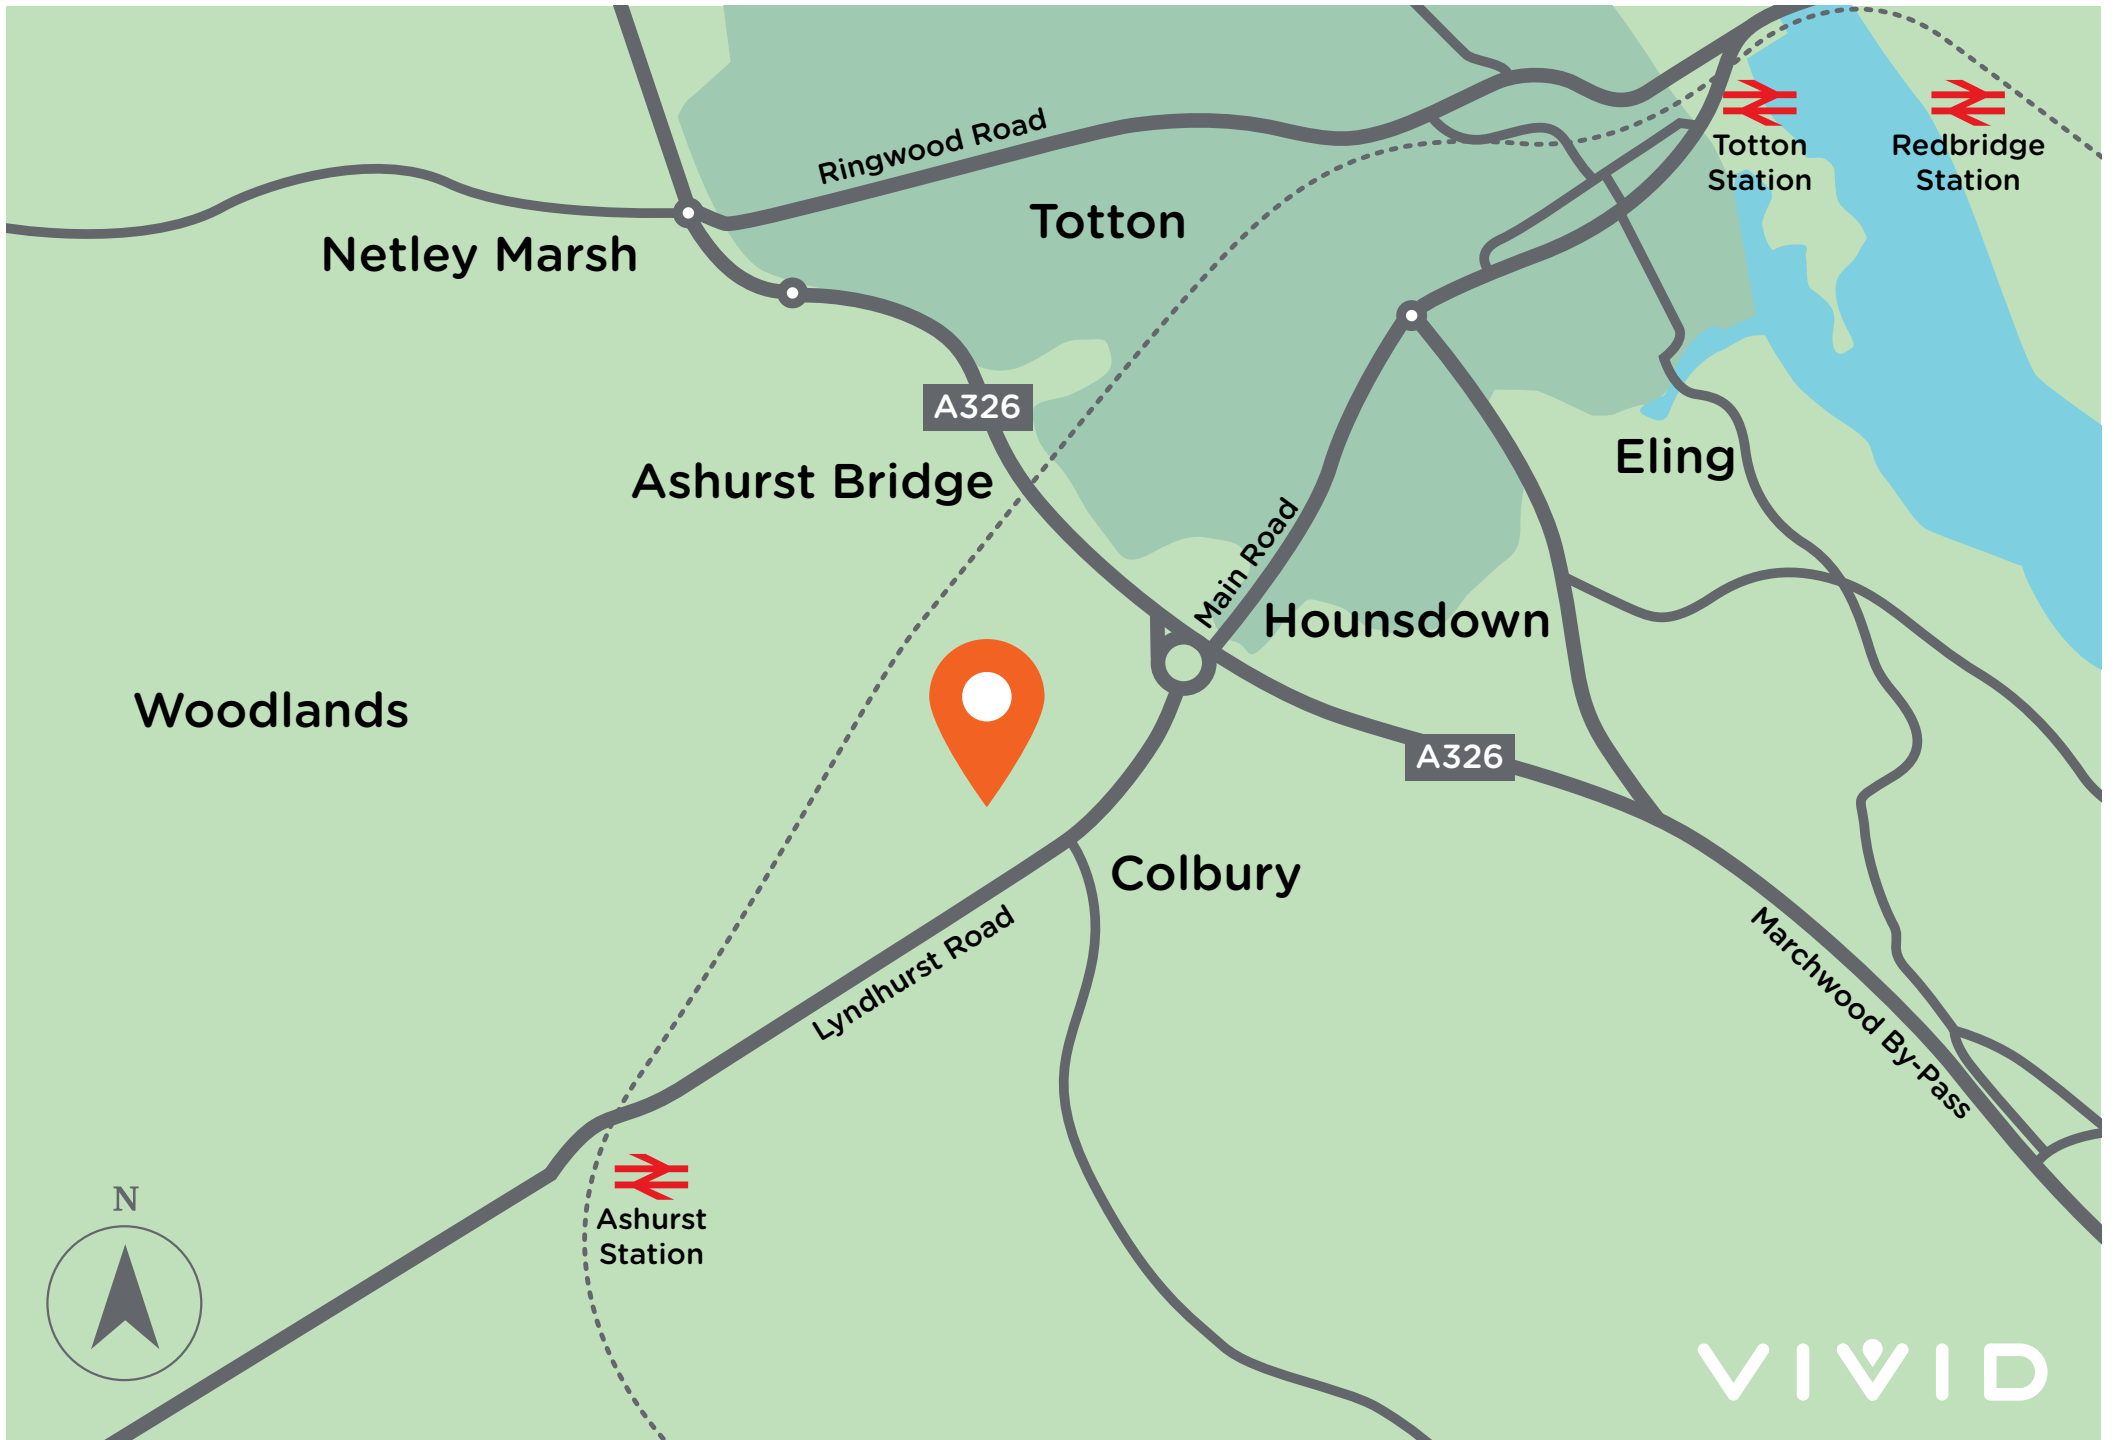 Ringwood Road
Totton
Station
Redbridge
Station
Totton
Netley Marsh
A326
Ashurst Bridge
Eling
Main Road
Hounsdown
Woodlands
A326
Colbury
Lyndhurst Road
Marchwood By-Pass
Ashurst
Station
N
VIVID